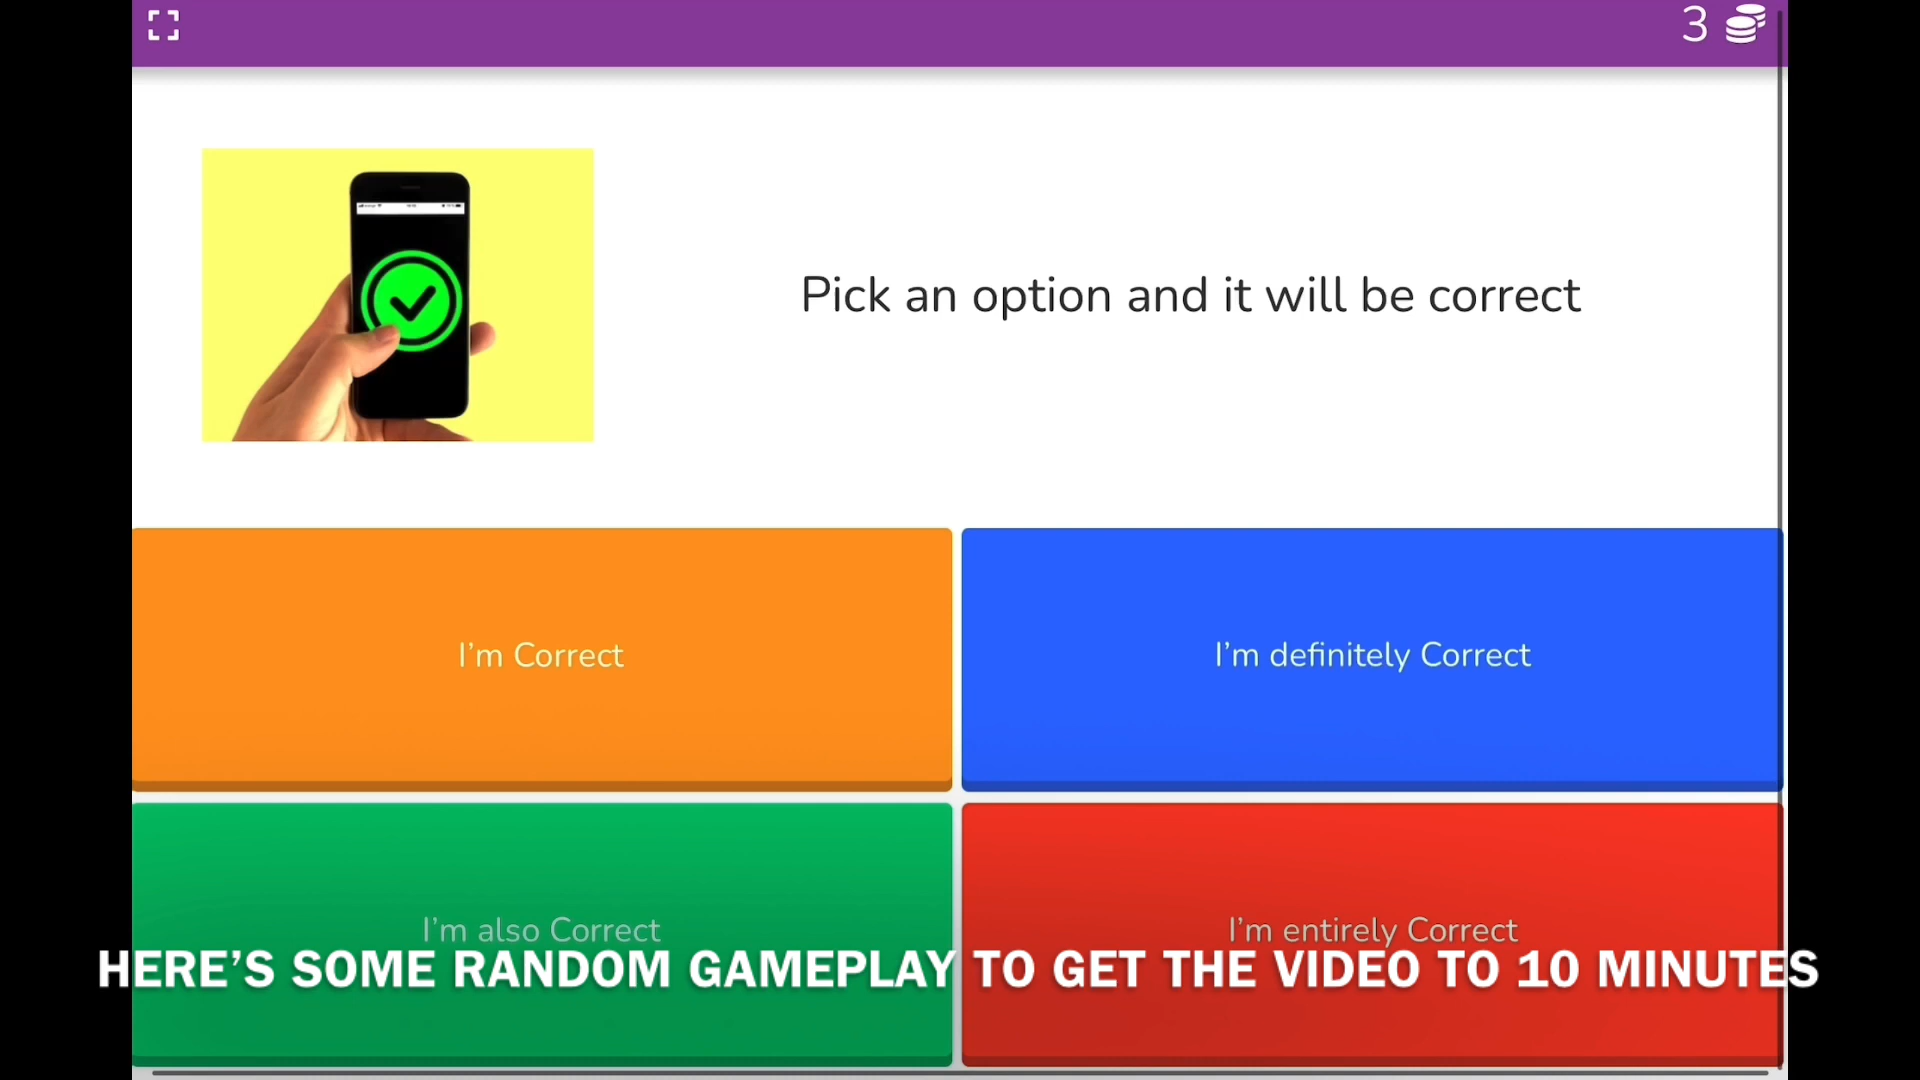 3
Pick an option and it will be correct
I’m Correct
I’m definitely Correct
I’m also Correct
I’m entirely Correct
HERE’S SOME RANDOM GAMEPLAY TO GET THE VIDEO TO 10 MINUTES